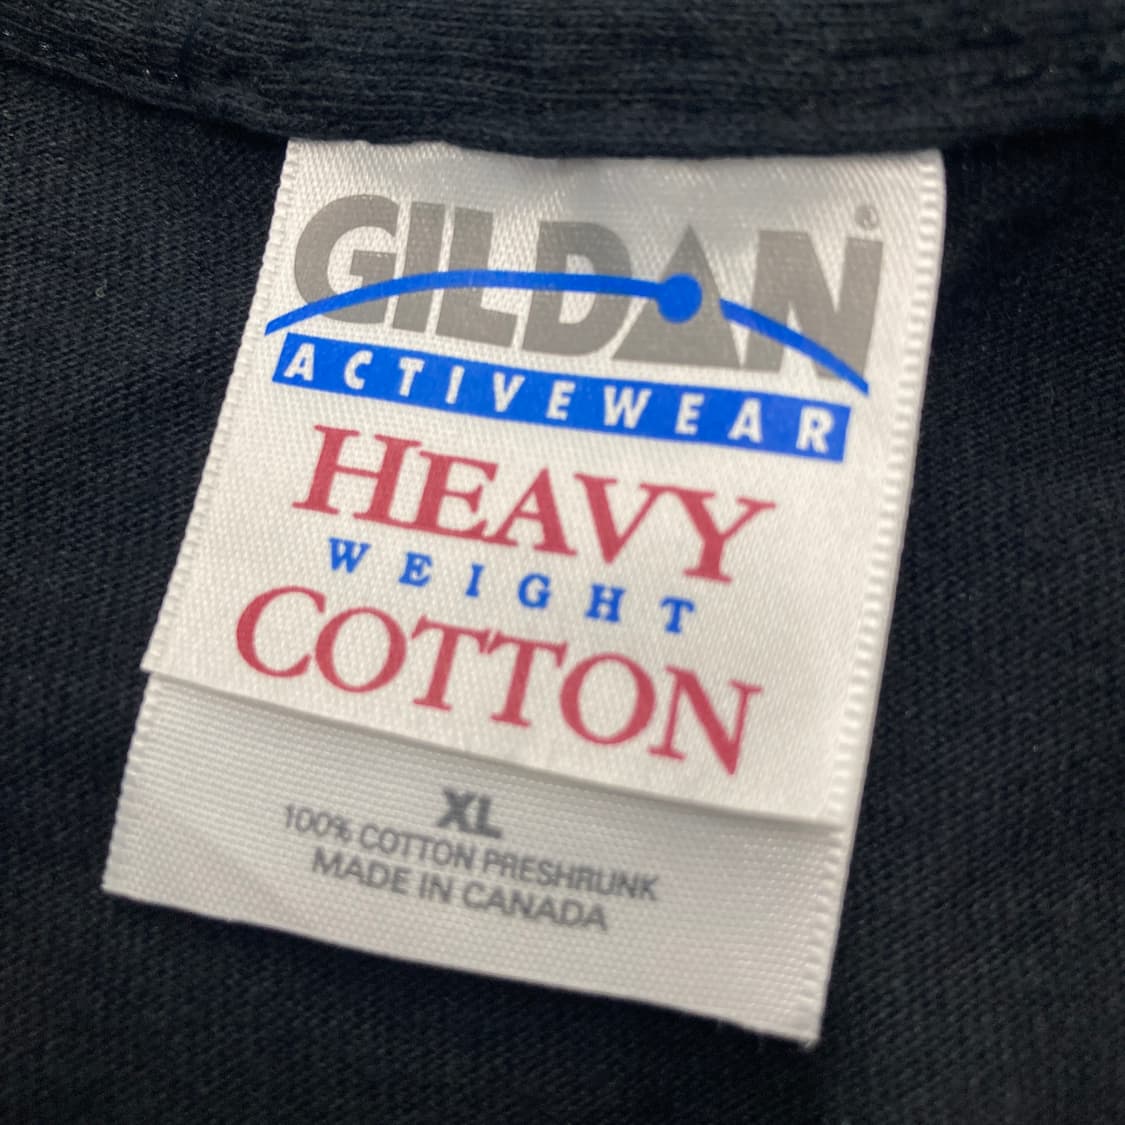 GILDAN®
ACTIVEWEAR
HEAVY
WEIGHT
COTTON
XL
100% COTTON PRESHRUNK
MADE IN CANADA